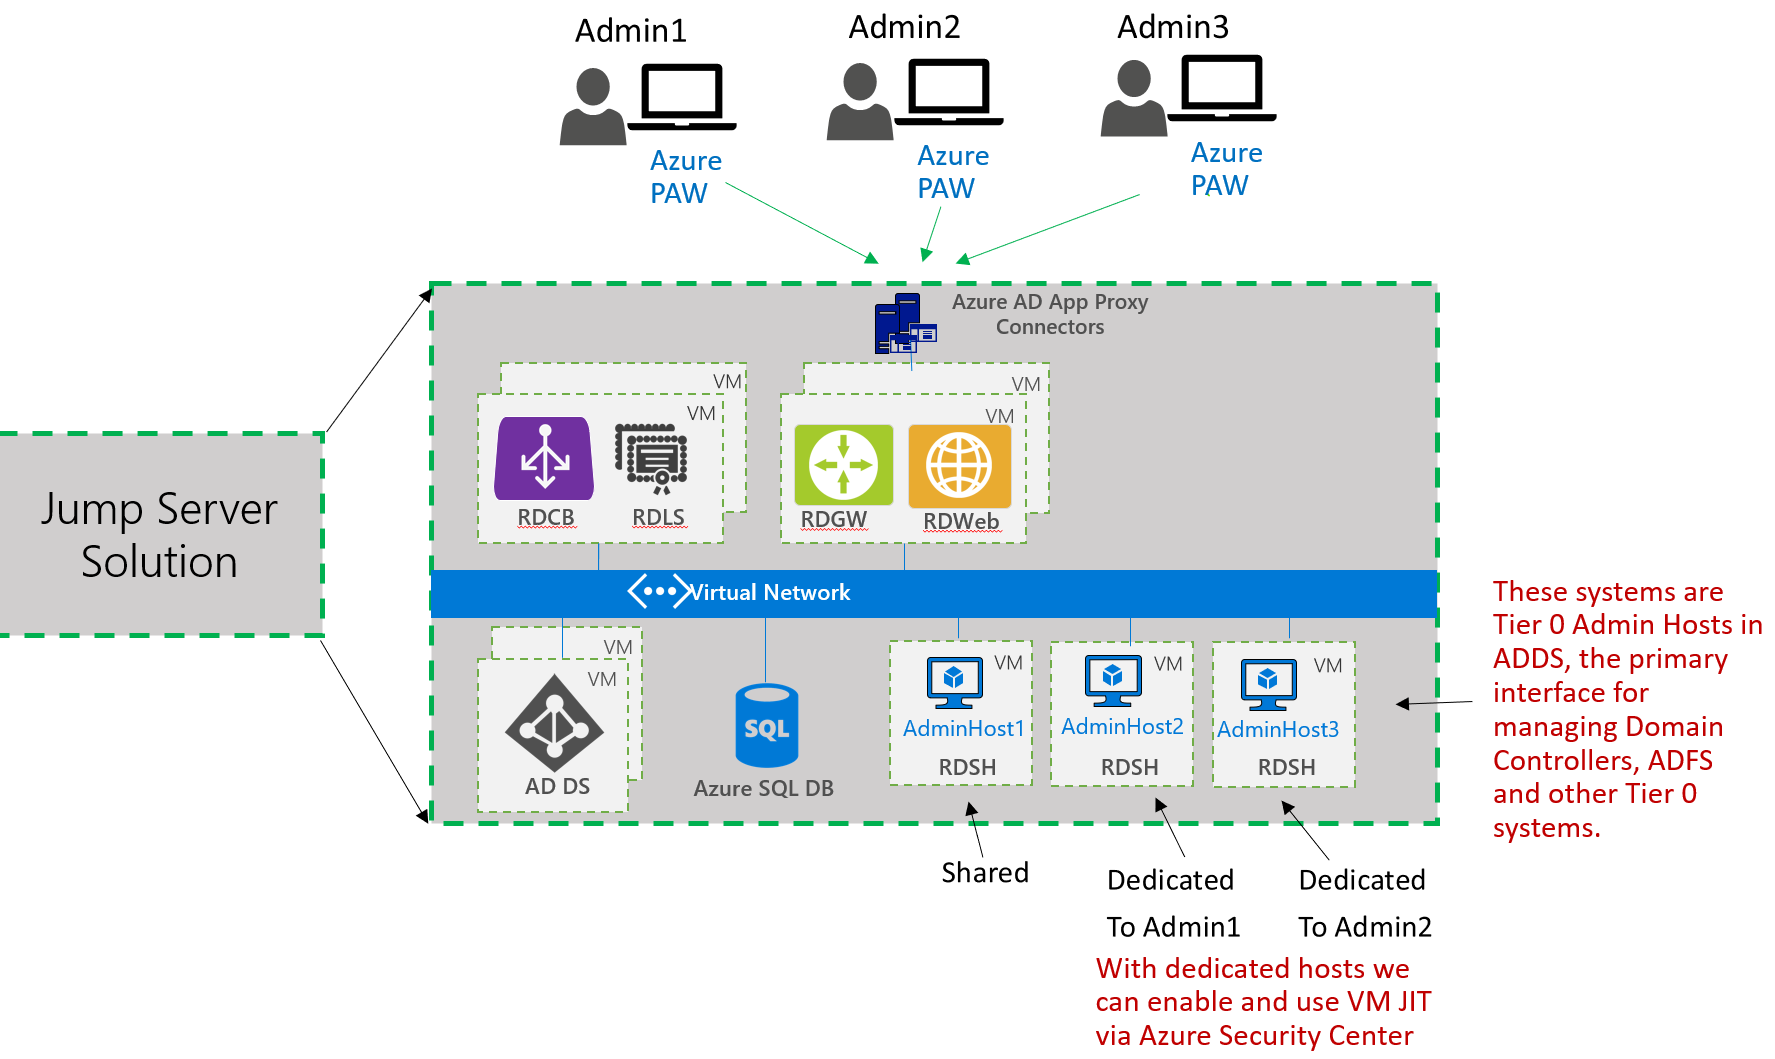 Admin1
Admin2
Admin3
Azure
PAW
Azure
PAW
Azure
PAW
Azure AD App Proxy
Connectors
VM
VM
RDCB
RDLS
VM
VM
RDGW
RDWeb
Jump Server
Solution
Virtual Network
VM
VM
AD DS
SQL
Azure SQL DB
VM
AdminHost1
RDSH
VM
AdminHost2
RDSH
VM
AdminHost3
RDSH
These systems are
Tier 0 Admin Hosts in
ADDS, the primary
interface for
managing Domain
Controllers, ADFS
and other Tier 0
systems.
Shared
Dedicated
To Admin1
Dedicated
To Admin2
With dedicated hosts we
can enable and use VM JIT
via Azure Security Center